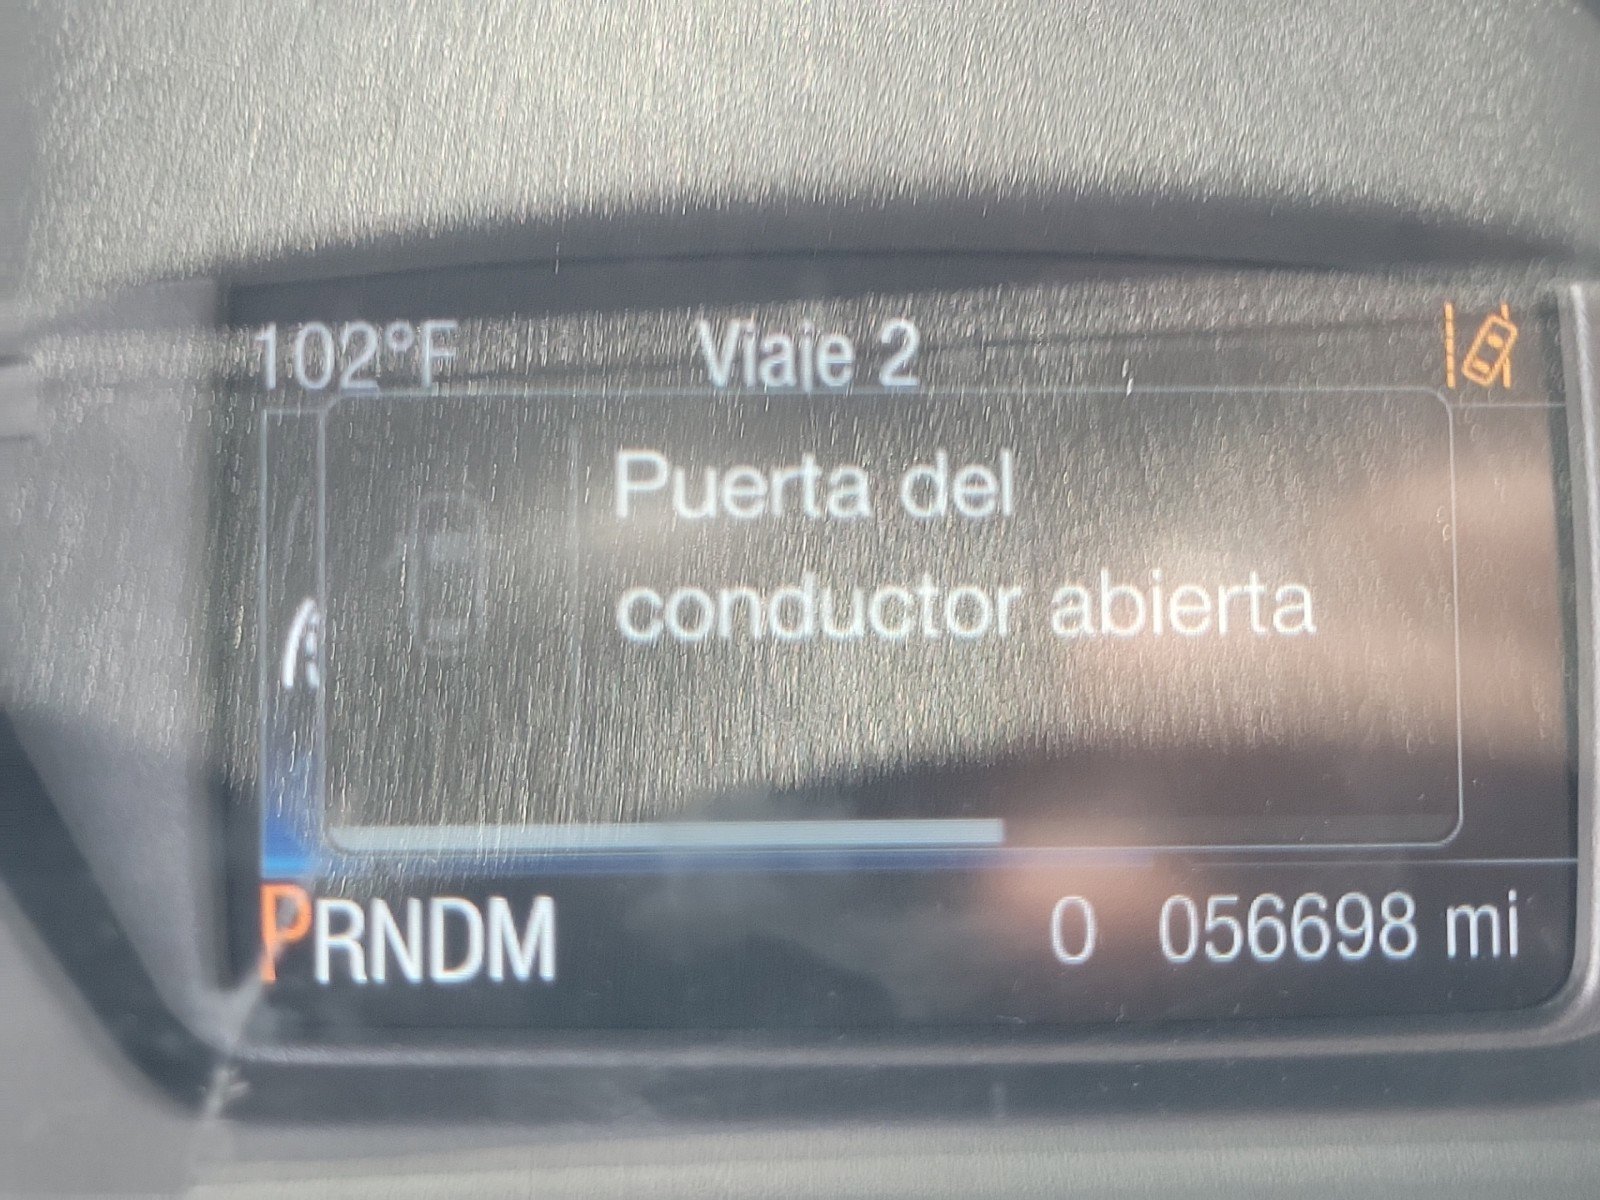 102°F Viaje 2
Puerta del
conductor abierta
PRNDM 0 056698 mi